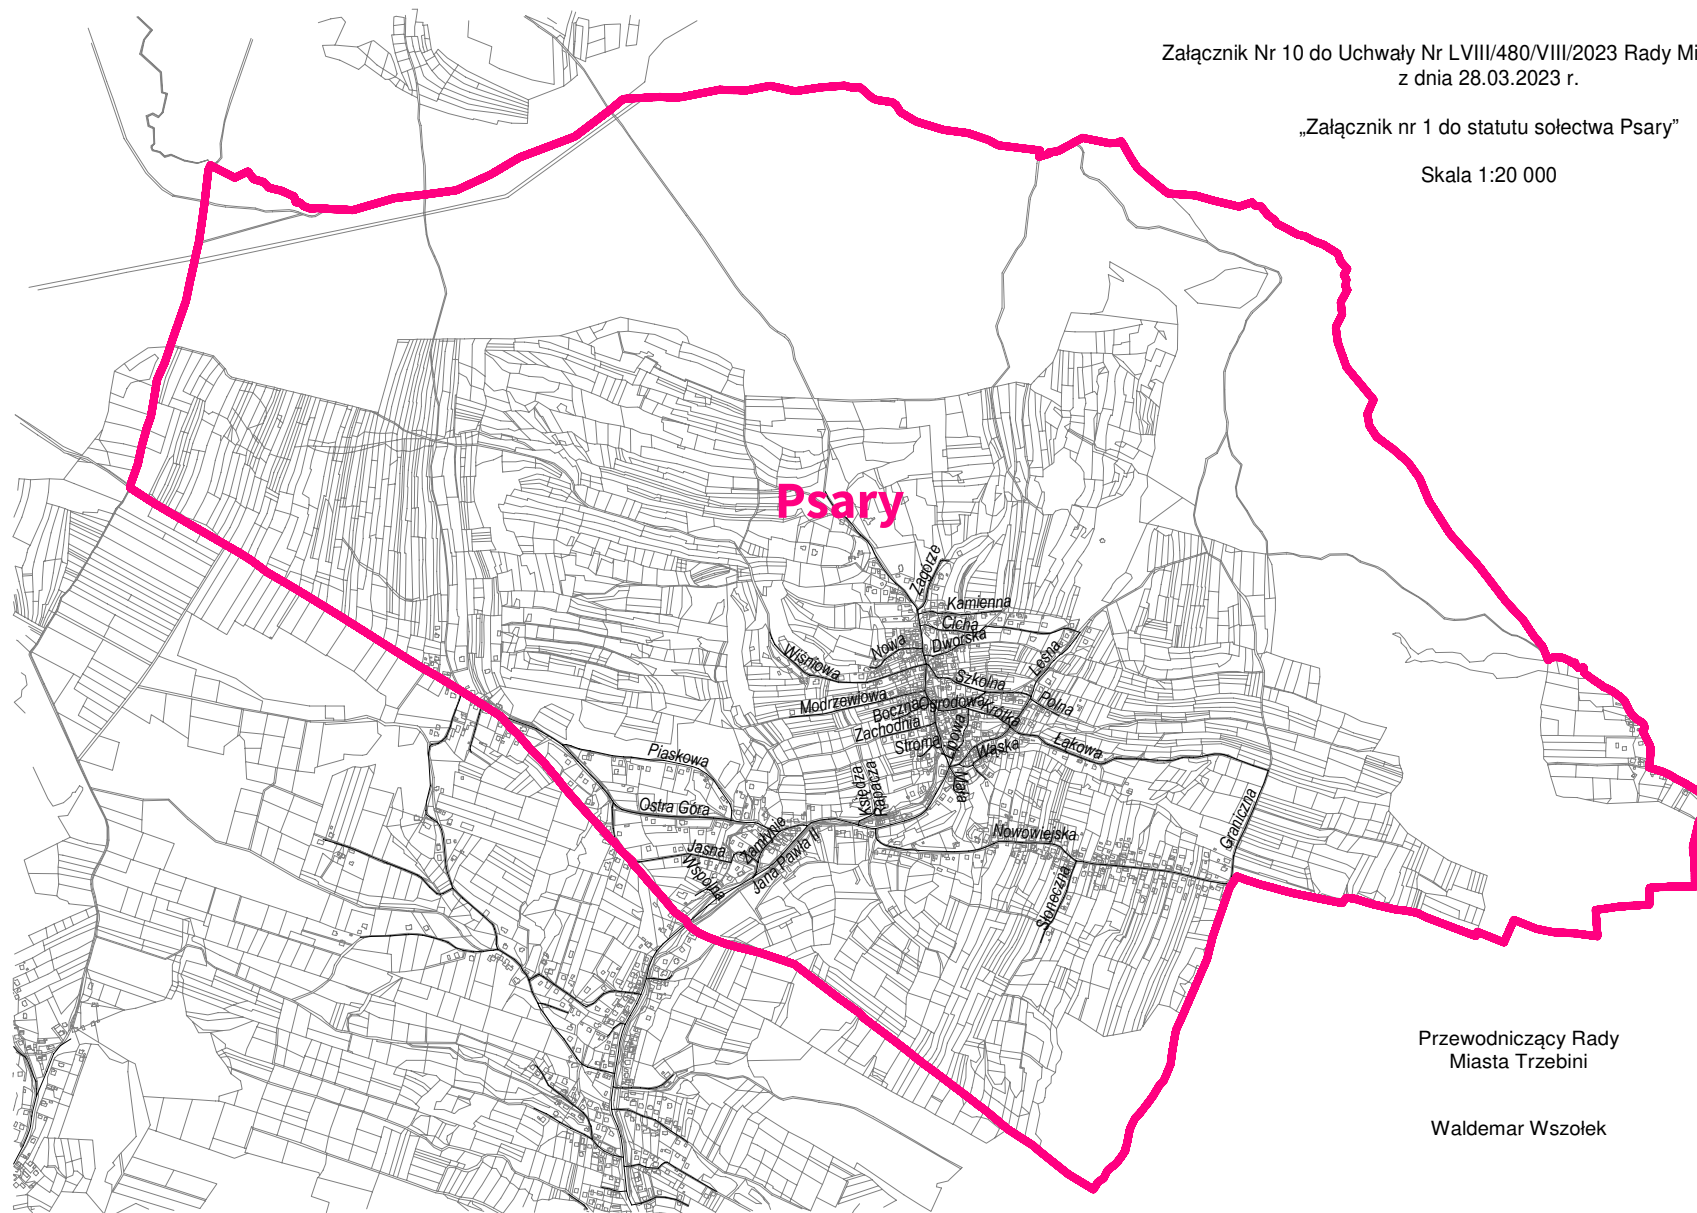 Załącznik Nr 10 do Uchwały Nr LVIII/480/VIII/2023 Rady Mi
z dnia 28.03.2023 r.
„Załącznik nr 1 do statutu sołectwa Psary”
Skala 1:20 000
Psary
Zagórze
Kamienna
Cicha
Dworska
Nowa
Wiśniowa
Leśna
Szkolna
Modrzewiowa
Polna
Boczna
Ogrodowa
Krótka
Zachodnia
Lipowa
Stroma
Wąska
Łąkowa
Piaskowa
Księdza
Rabacza
Mała
Ostra Góra
Graniczna
Nowowiejska
Jasna
Zamłynie
Wspólna
Jana Pawła II
Słoneczna
Przewodniczący Rady
Miasta Trzebini
Waldemar Wszołek